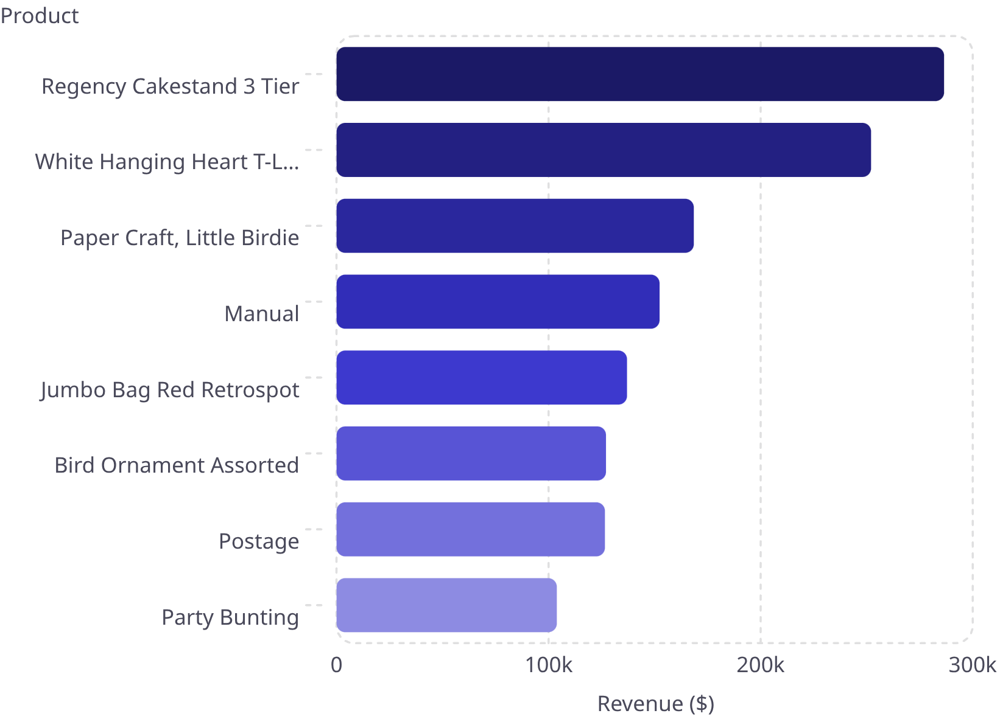 Product
Regency Cakestand 3 Tier
White Hanging Heart T-L...
Paper Craft, Little Birdie
Manual
Jumbo Bag Red Retrospot
Bird Ornament Assorted
Postage
Party Bunting
0 100k 200k 300k
Revenue ($)